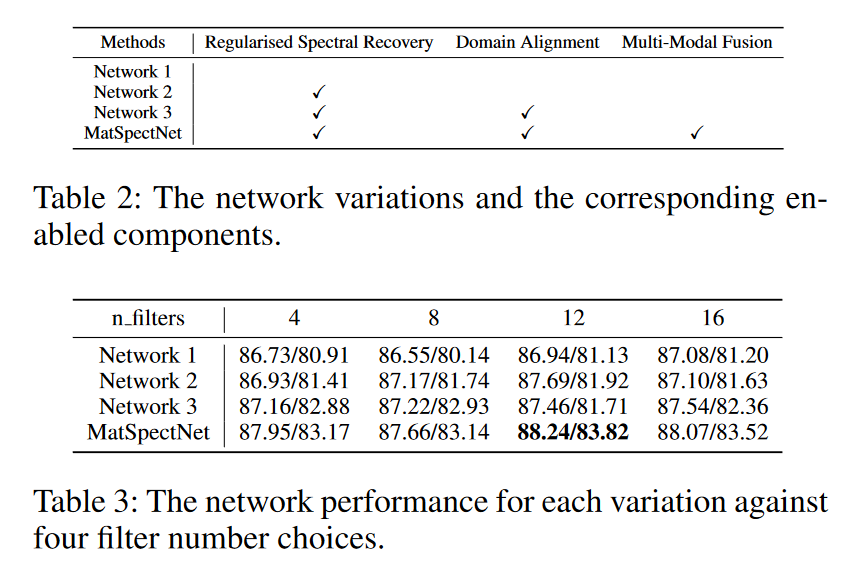 Methods Regularised Spectral Recovery Domain Alignment Multi-Modal Fusion
Network 1
Network 2 ✓
Network 3 ✓ ✓
MatSpectNet ✓ ✓ ✓
Table 2: The network variations and the corresponding en-
abled components.
n_filters 4 8 12 16
Network 1 86.73/80.91 86.55/80.14 86.94/81.13 87.08/81.20
Network 2 86.93/81.41 87.17/81.74 87.69/81.92 87.10/81.63
Network 3 87.16/82.88 87.22/82.93 87.46/81.71 87.54/82.36
MatSpectNet 87.95/83.17 87.66/83.14 88.24/83.82 88.07/83.52
Table 3: The network performance for each variation against
four filter number choices.